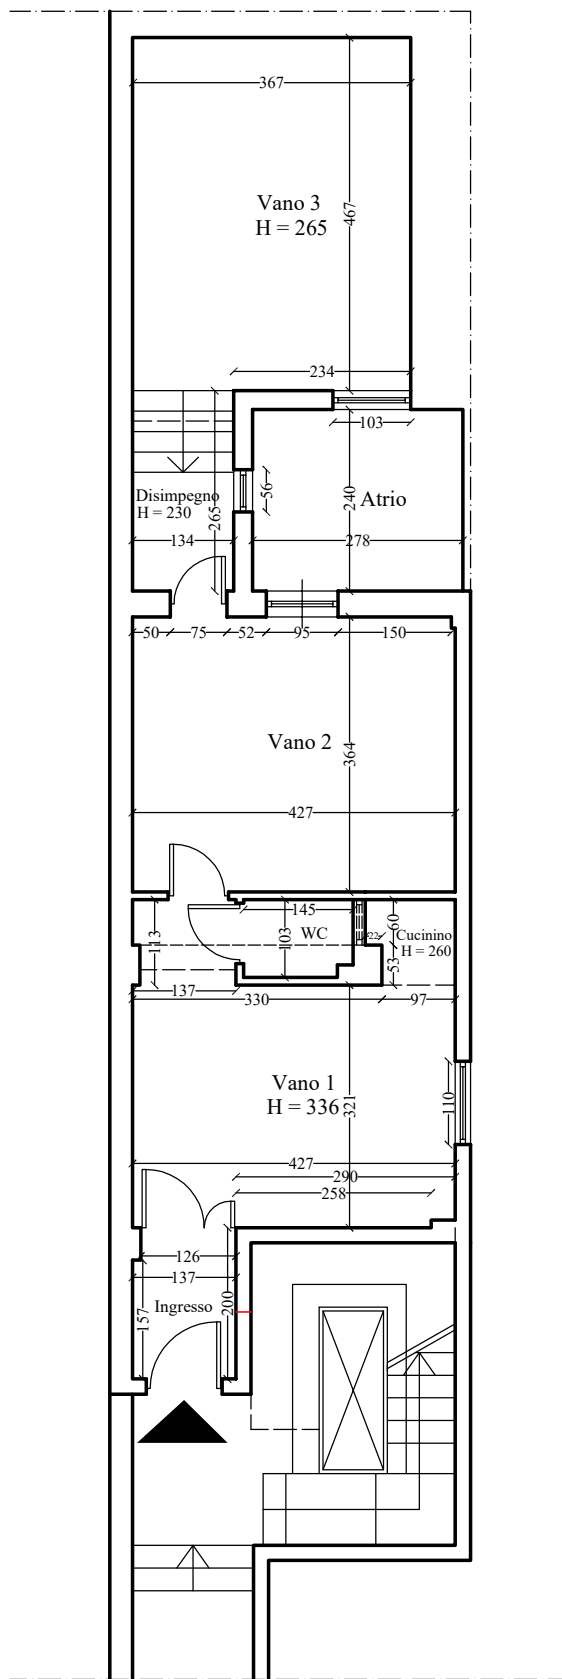 367
Vano 3
H = 265
467
234
103
Disimpegno
H = 230
265
56
240
Atrio
134
278
50
75
52
95
150
Vano 2
364
427
145
WC
103
113
22
60
Cucinino
H = 260
53
137
330
97
Vano 1
H = 336
321
110
427
290
258
126
137
Ingresso
157
200